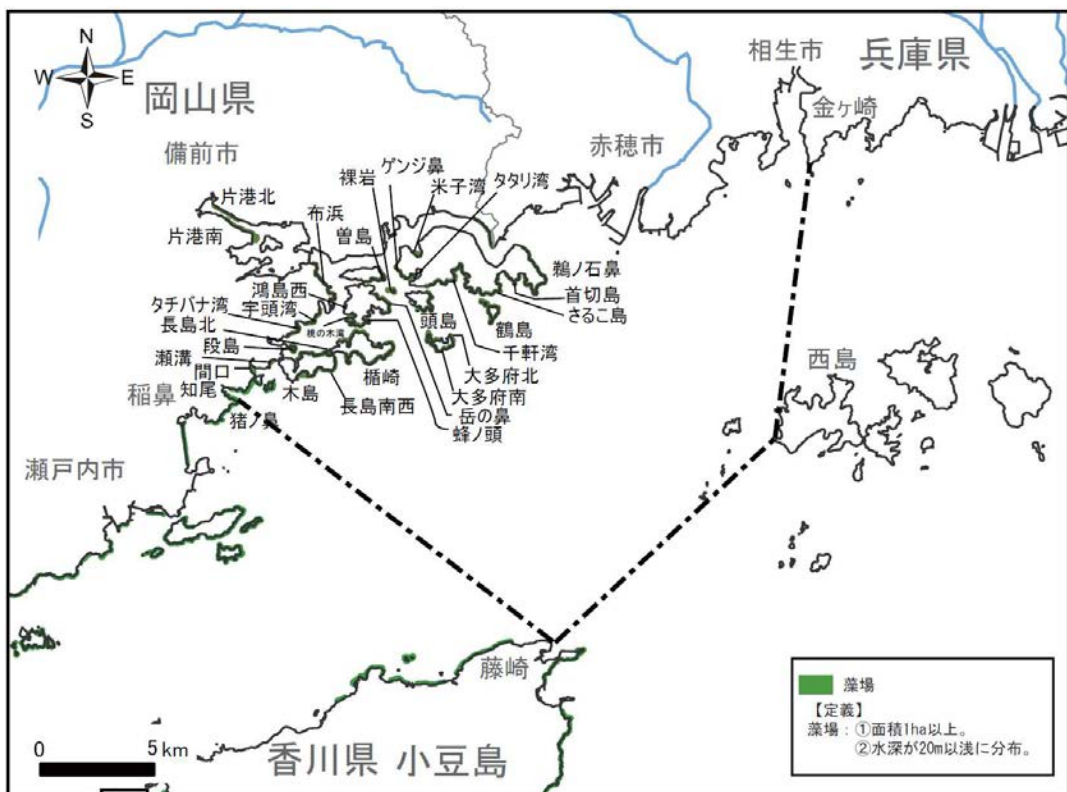 N
W E
S
岡山県
兵庫県
相生市
金ヶ崎
備前市
赤穂市
ゲンジ鼻
裸岩
米子湾
タタリ湾
片港北
布浜
曽島
片港南
鵜ノ石鼻
鴻島西
首切島
タチバナ湾
宇頭湾
さるこ島
長島北
桃の木湾
頭島
鶴島
段島
千軒湾
瀬溝
西島
間口
楯崎
大多府北
知尾
木島
大多府南
稲鼻
長島南西
岳の鼻
猪ノ鼻
蜂ノ頭
瀬戸内市
藤崎
藻場
【定義】
藻場:①面積1ha以上。
②水深が20m以浅に分布。
0 5km
香川県 小豆島